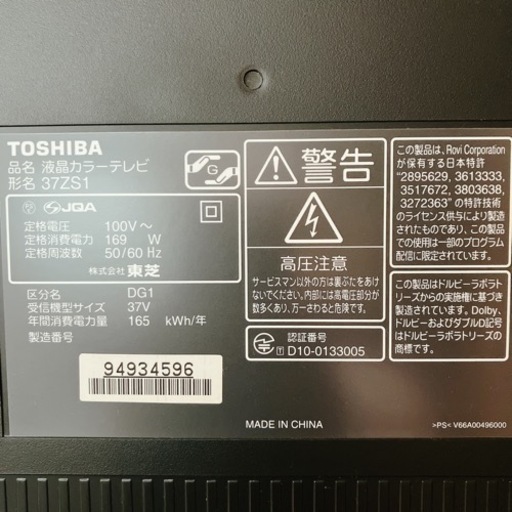 TOSHIBA
品名 液晶カラーテレビ
形名 37ZS1
G
JQA
定格電圧 100V～
定格消費電力 169 W
定格周波数 50/60 Hz
株式会社 東芝
区分名 DG1
受信機型サイズ 37V
年間消費電力量 165 kWh/年
製造番号
94934596
警告
高圧注意
サービスマン以外の方は裏ぶたをあけな
いでください。内部には高電圧部分が
数多くあり、万一さわると危険です。
認証番号
T D10-0133005
MADE IN CHINA
この製品は、Rovi Corporation
が保有する日本特許
"2895629, 3613333,
3517672, 3803638,
3272363" の特許技術
のライセンス供与により製造
されたものであり、この製品
での使用は一部のプログラム
配信に限定されています。
この製品はドルビーラボラト
リーズからの実施権に基づき
製造されています。Dolby、
ドルビーおよびダブルD記号
はドルビーラボラトリーズの
商標です。
>PS< V66A00496000